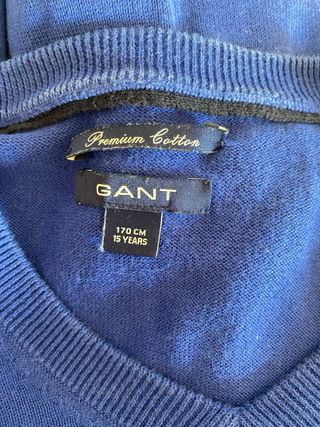 Premium Cotton
GANT
170 CM
15 YEARS